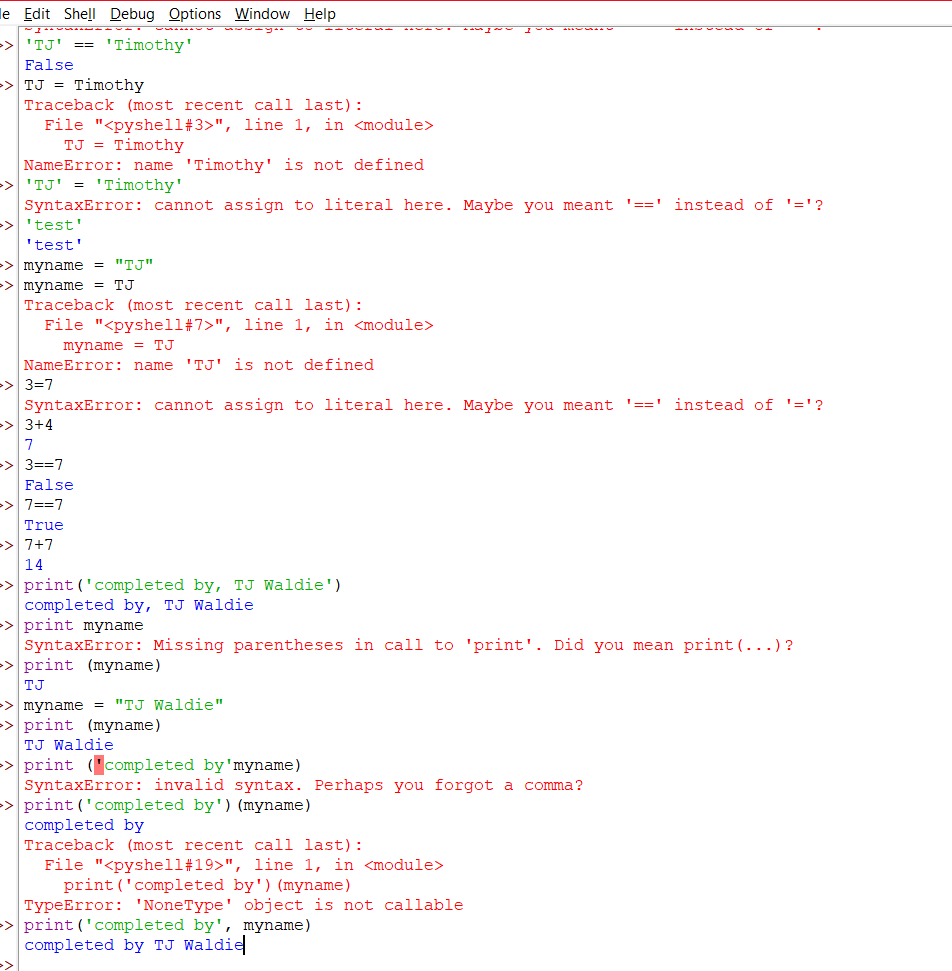 le Edit Shell Debug Options Window Help
>> 'TJ' == 'Timothy'
False
>> TJ = Timothy
Traceback (most recent call last):
  File "<pyshell#3>", line 1, in <module>
    TJ = Timothy
NameError: name 'Timothy' is not defined
>> 'TJ' = 'Timothy'
SyntaxError: cannot assign to literal here. Maybe you meant '==' instead of '='?
>> 'test'
'test'
>> myname = "TJ"
>> myname = TJ
Traceback (most recent call last):
  File "<pyshell#7>", line 1, in <module>
    myname = TJ
NameError: name 'TJ' is not defined
>> 3=7
SyntaxError: cannot assign to literal here. Maybe you meant '==' instead of '='?
>> 3+4
7
>> 3==7
False
>> 7==7
True
>> 7+7
14
>> print('completed by, TJ Waldie')
completed by, TJ Waldie
>> print myname
SyntaxError: Missing parentheses in call to 'print'. Did you mean print(...)?
>> print (myname)
TJ
>> myname = "TJ Waldie"
>> print (myname)
TJ Waldie
>> print ('completed by'myname)
SyntaxError: invalid syntax. Perhaps you forgot a comma?
>> print('completed by')(myname)
completed by
Traceback (most recent call last):
  File "<pyshell#19>", line 1, in <module>
    print('completed by')(myname)
TypeError: 'NoneType' object is not callable
>> print('completed by', myname)
completed by TJ Waldie
>>